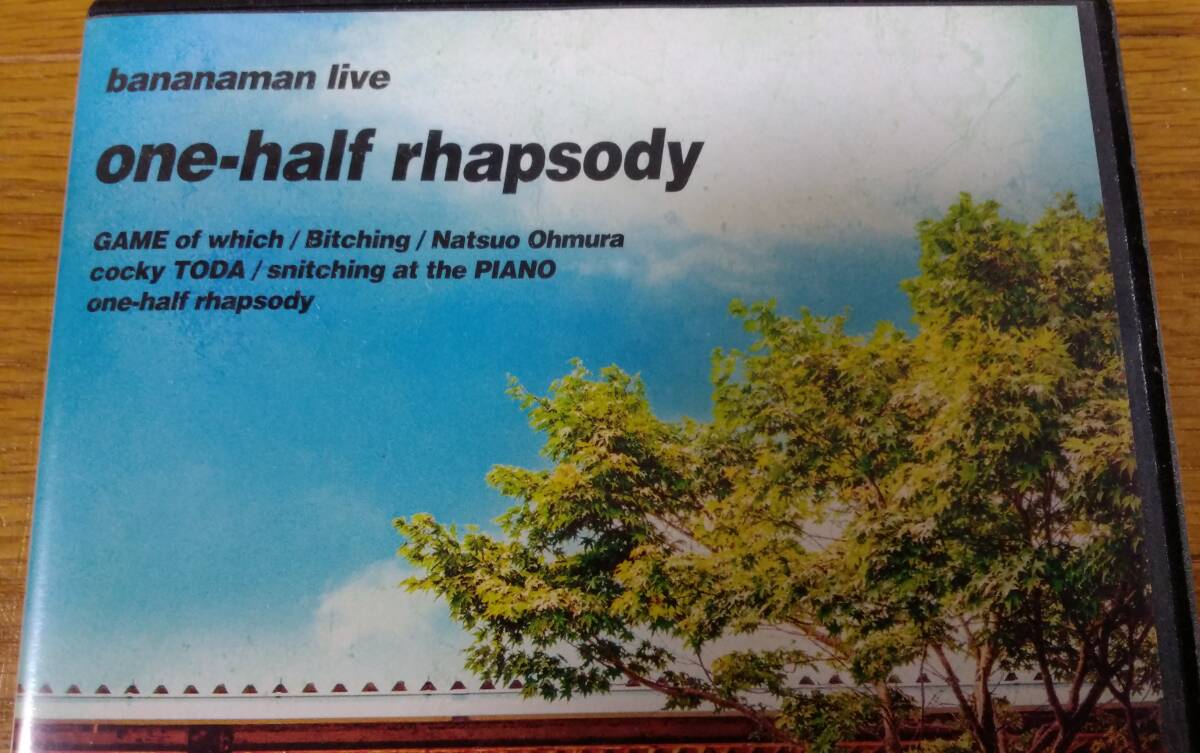 bananaman live
one-half rhapsody
GAME of which / Bitching / Natsuo Ohmura
cocky TODA / snitching at the PIANO
one-half rhapsody